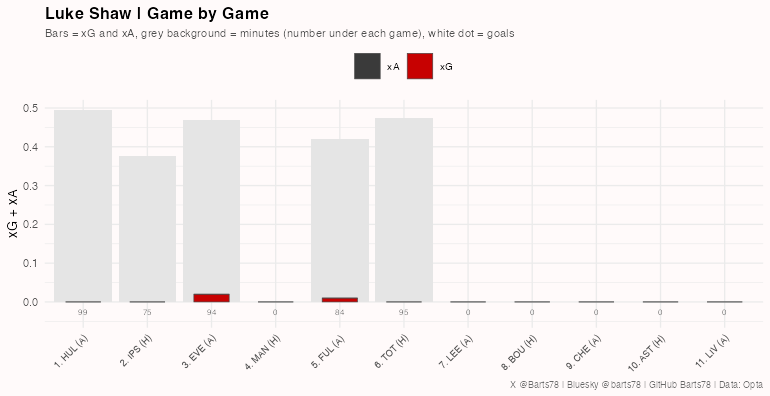 Luke Shaw | Game by Game
Bars = xG and xA, grey background = minutes (number under each game), white dot = goals
xA xG
xG + xA
0.5
0.4
0.3
0.2
0.1
0.0
99 75 94 0 84 95 0 0 0 0 0
1. HUL (A) 2. IPS (H) 3. EVE (A) 4. MAN (H) 5. FUL (A) 6. TOT (H) 7. LEE (A) 8. BOU (H) 9. CHE (A) 10. AST (H) 11. LIV (A)
X @Barts78 | Bluesky @barts78 | GitHub Barts78 | Data: Opta